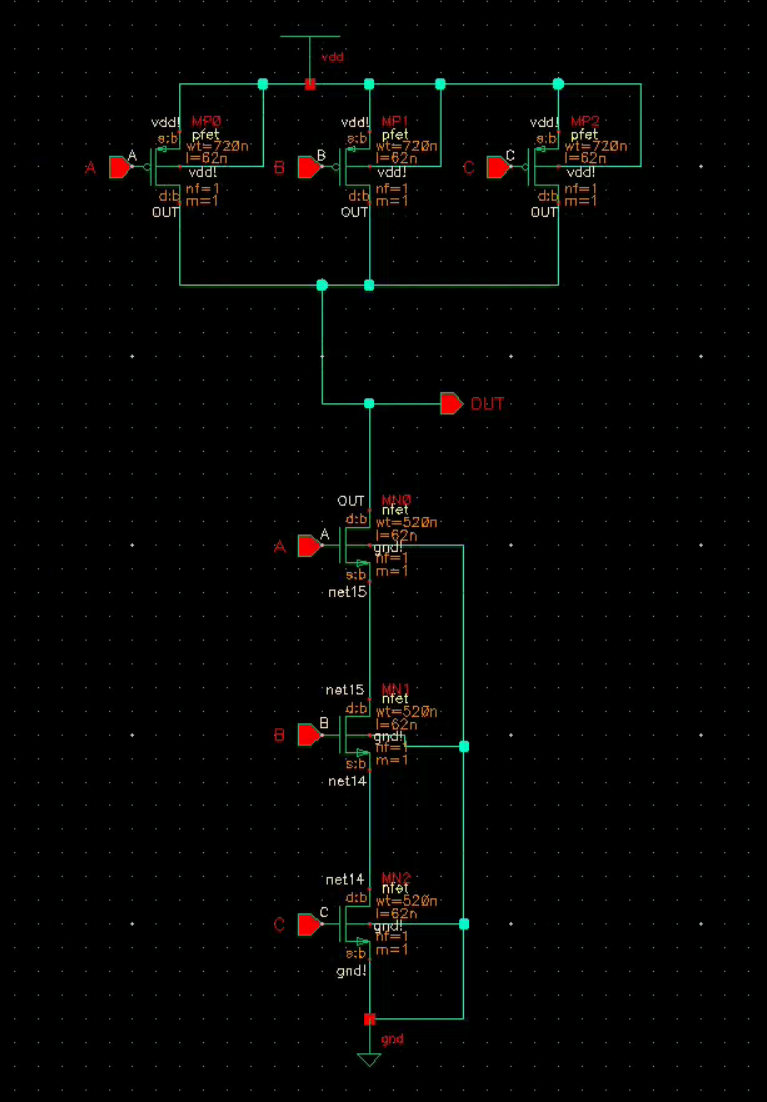 vdd
vdd!
MP0
pfet
s:b
wt=720n
l=62n
A
A
vdd!
nf=1
d:b
m=1
OUT
vdd!
MP1
pfet
s:b
wt=720n
l=62n
B
B
vdd!
nf=1
d:b
m=1
OUT
vdd!
MP2
pfet
s:b
wt=720n
l=62n
C
C
vdd!
nf=1
d:b
m=1
OUT
OUT
OUT
MN0
nfet
d:b
wt=520n
l=62n
A
A
gnd!
nf=1
s:b
m=1
net15
net15
MN1
nfet
d:b
wt=520n
l=62n
B
B
gnd!
nf=1
s:b
m=1
net14
net14
MN2
nfet
d:b
wt=520n
l=62n
C
C
gnd!
nf=1
s:b
m=1
gnd!
gnd